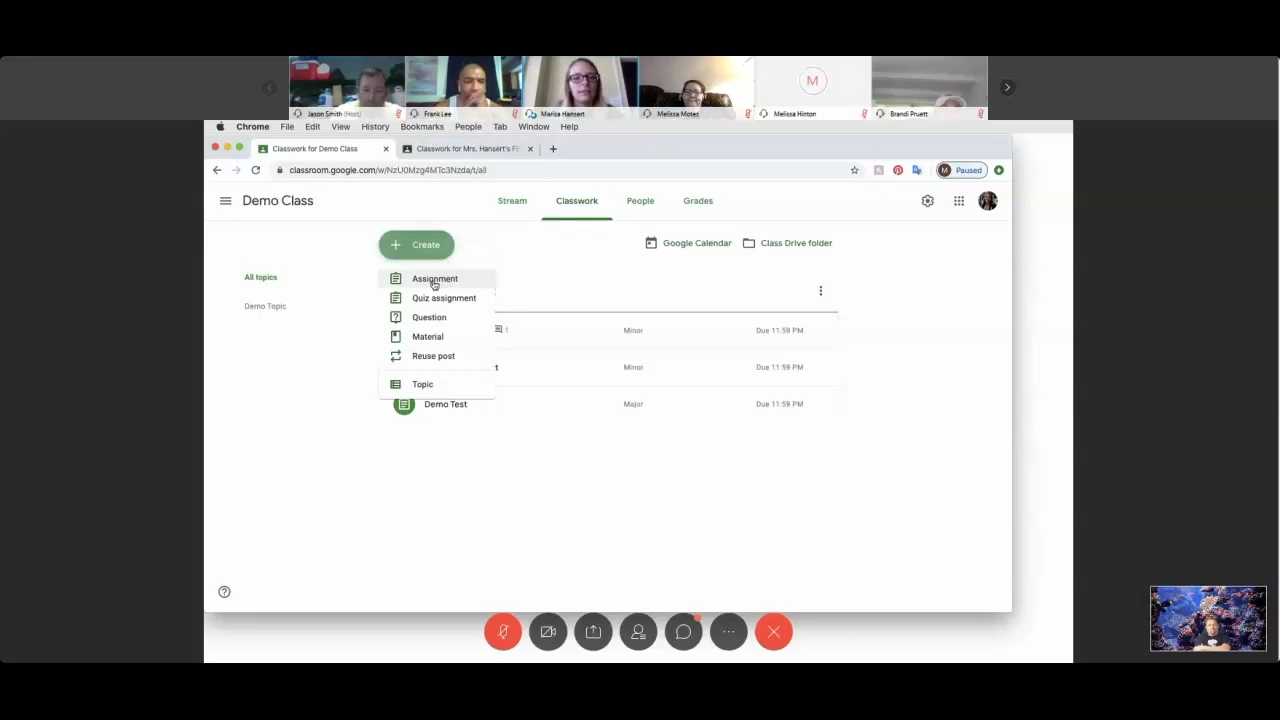 M
Jason Smith (Host)
Frank Lee
Marisa Hansert
Melissa Motes
Melissa Hinton
Brandi Pruett
Chrome File Edit View History Bookmarks People Tab Window Help
Classwork for Demo Class
Classwork for Mrs. Hansert's Fi
classroom.google.com/w/NzU0Mzg4MTc3Nzda/t/all
M Paused
Demo Class
Stream Classwork People Grades
Create
Google Calendar Class Drive folder
All topics
Demo Topic
Assignment
Quiz assignment
Question
Material
Reuse post
Topic
1 Minor Due 11:59 PM
t Minor Due 11:59 PM
Demo Test Major Due 11:59 PM